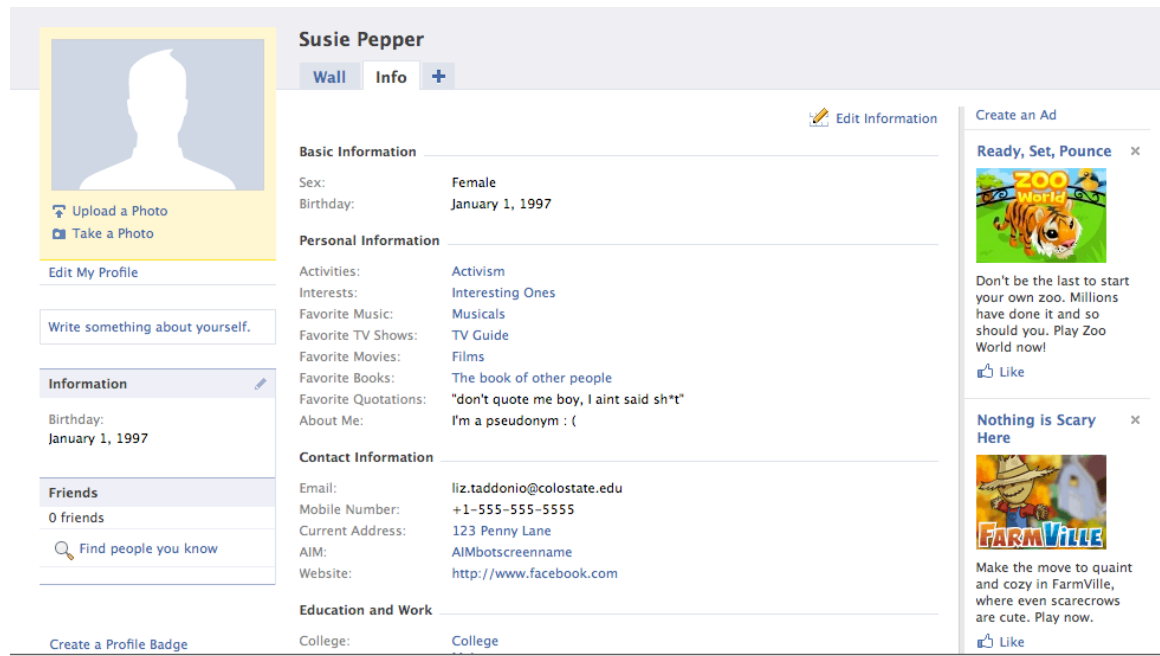 Susie Pepper
Wall Info +
Upload a Photo
Take a Photo
Edit My Profile
Write something about yourself.
Information
Birthday:
January 1, 1997
Friends
0 friends
Find people you know
Create a Profile Badge
Edit Information
Basic Information
Sex: Female
Birthday: January 1, 1997
Personal Information
Activities: Activism
Interests: Interesting Ones
Favorite Music: Musicals
Favorite TV Shows: TV Guide
Favorite Movies: Films
Favorite Books: The book of other people
Favorite Quotations: "don't quote me boy, I aint said sh*t"
About Me: I'm a pseudonym : (
Contact Information
Email: liz.taddonio@colostate.edu
Mobile Number: +1-555-555-5555
Current Address: 123 Penny Lane
AIM: AIMbotscreenname
Website: http://www.facebook.com
Education and Work
College: College
Create an Ad
Ready, Set, Pounce
ZOO
World
Don't be the last to start
your own zoo. Millions
have done it and so
should you. Play Zoo
World now!
Like
Nothing is Scary
Here
FARMVILLE
Make the move to quaint
and cozy in FarmVille,
where even scarecrows
are cute. Play now.
Like